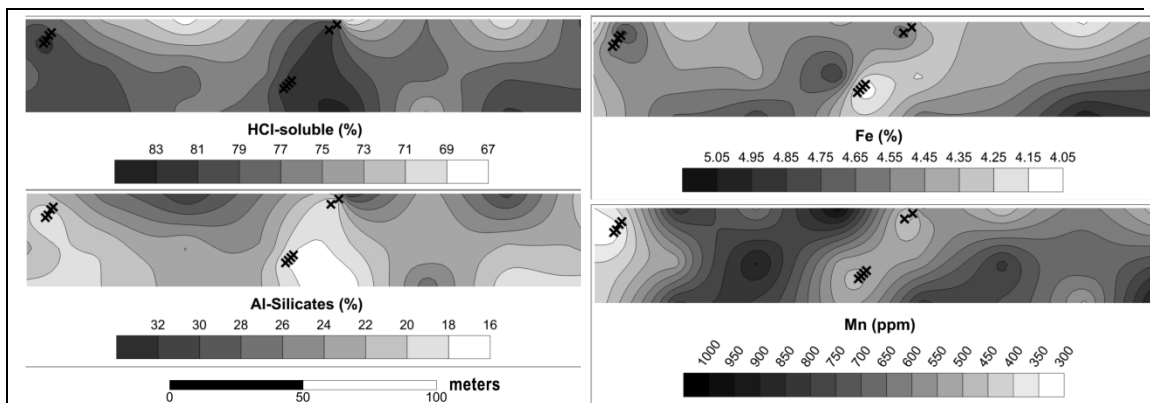 HCl-soluble (%)
83 81 79 77 75 73 71 69 67
Al-Silicates (%)
32 30 28 26 24 22 20 18 16
meters
0 50 100
Fe (%)
5.05 4.95 4.85 4.75 4.65 4.55 4.45 4.35 4.25 4.15 4.05
Mn (ppm)
1000 950 900 850 800 750 700 650 600 550 500 450 400 350 300